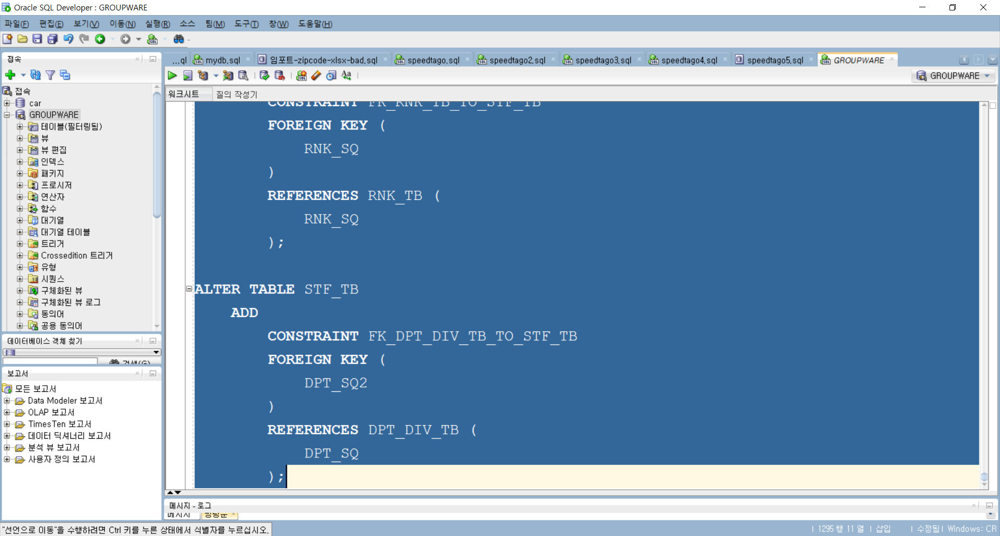 Oracle SQL Developer : GROUPWARE
파일(F) 편집(E) 보기(V) 이동(N) 실행(R) 소스 팀(M) 도구(T) 창(W) 도움말(H)
접속
...ql mydb.sql 임포트-zipcode-xlsx-bad.sql speedtago.sql speedtago2.sql speedtago3.sql speedtago4.sql speedtago5.sql GROUPWARE
GROUPWARE
워크시트 질의 작성기
접속
car
GROUPWARE
테이블(필터링됨)
뷰
뷰 편집
인덱스
패키지
프로시저
연산자
함수
대기열
대기열 테이블
트리거
Crossedition 트리거
유형
시퀀스
구체화된 뷰
구체화된 뷰 로그
동의어
공용 동의어
데이터베이스 객체 찾기
검색(G)
보고서
모든 보고서
Data Modeler 보고서
OLAP 보고서
TimesTen 보고서
데이터 딕셔너리 보고서
분석 뷰 보고서
사용자 정의 보고서
CONSTRAINT FK_RNK_TB_TO_STF_TB
FOREIGN KEY (
RNK_SQ
)
REFERENCES RNK_TB (
RNK_SQ
);
ALTER TABLE STF_TB
ADD
CONSTRAINT FK_DPT_DIV_TB_TO_STF_TB
FOREIGN KEY (
DPT_SQ2
)
REFERENCES DPT_DIV_TB (
DPT_SQ
);
메시지 - 로그
메시지
"선언으로 이동"을 수행하려면 Ctrl 키를 누른 상태에서 식별자를 누르십시오.
1295 행 11 열 | 삽입 | 수정됨 | Windows: CR